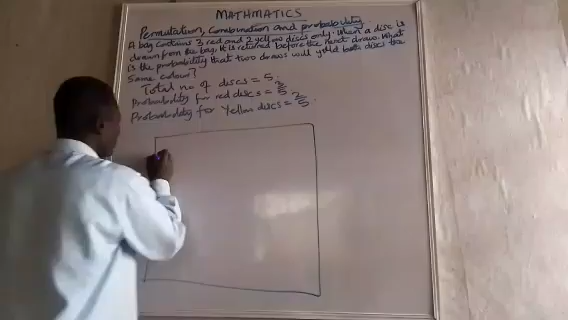 MATHMATICS
Permutation, Combination and probability.
A bag contains 3 red and 2 yellow discs only. When a disc is
drawn from the bag, it is returned before the next draw. What
is the probability that two draws will yield both discs the
same colour?
Total no of discs = 5.
Probability for red discs = 3/5
Probability for Yellow discs = 2/5.